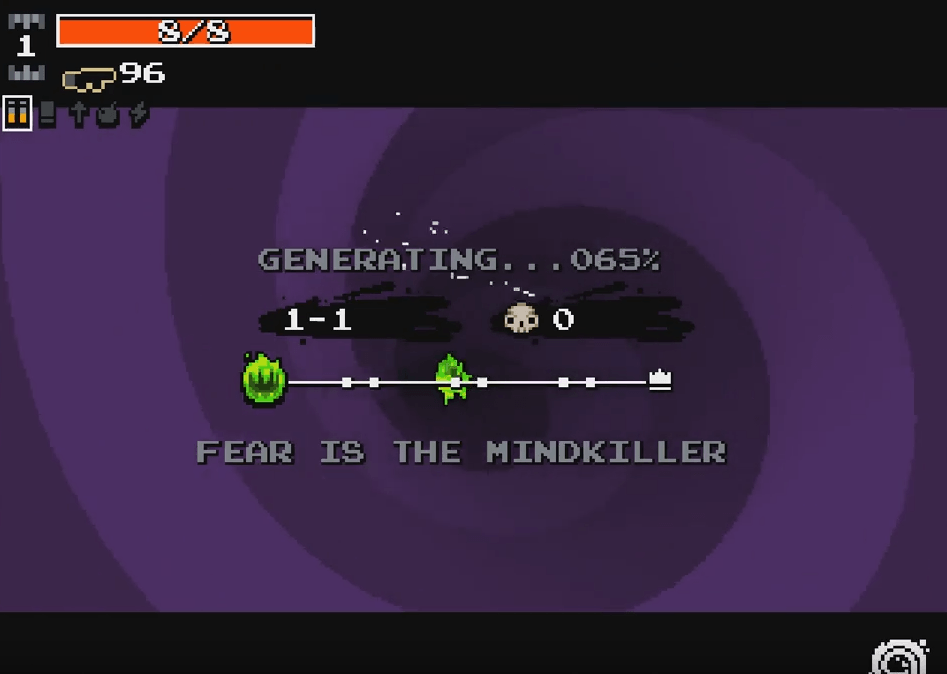 8/8
1
96
GENERATING...065%
1-1
0
FEAR IS THE MINDKILLER